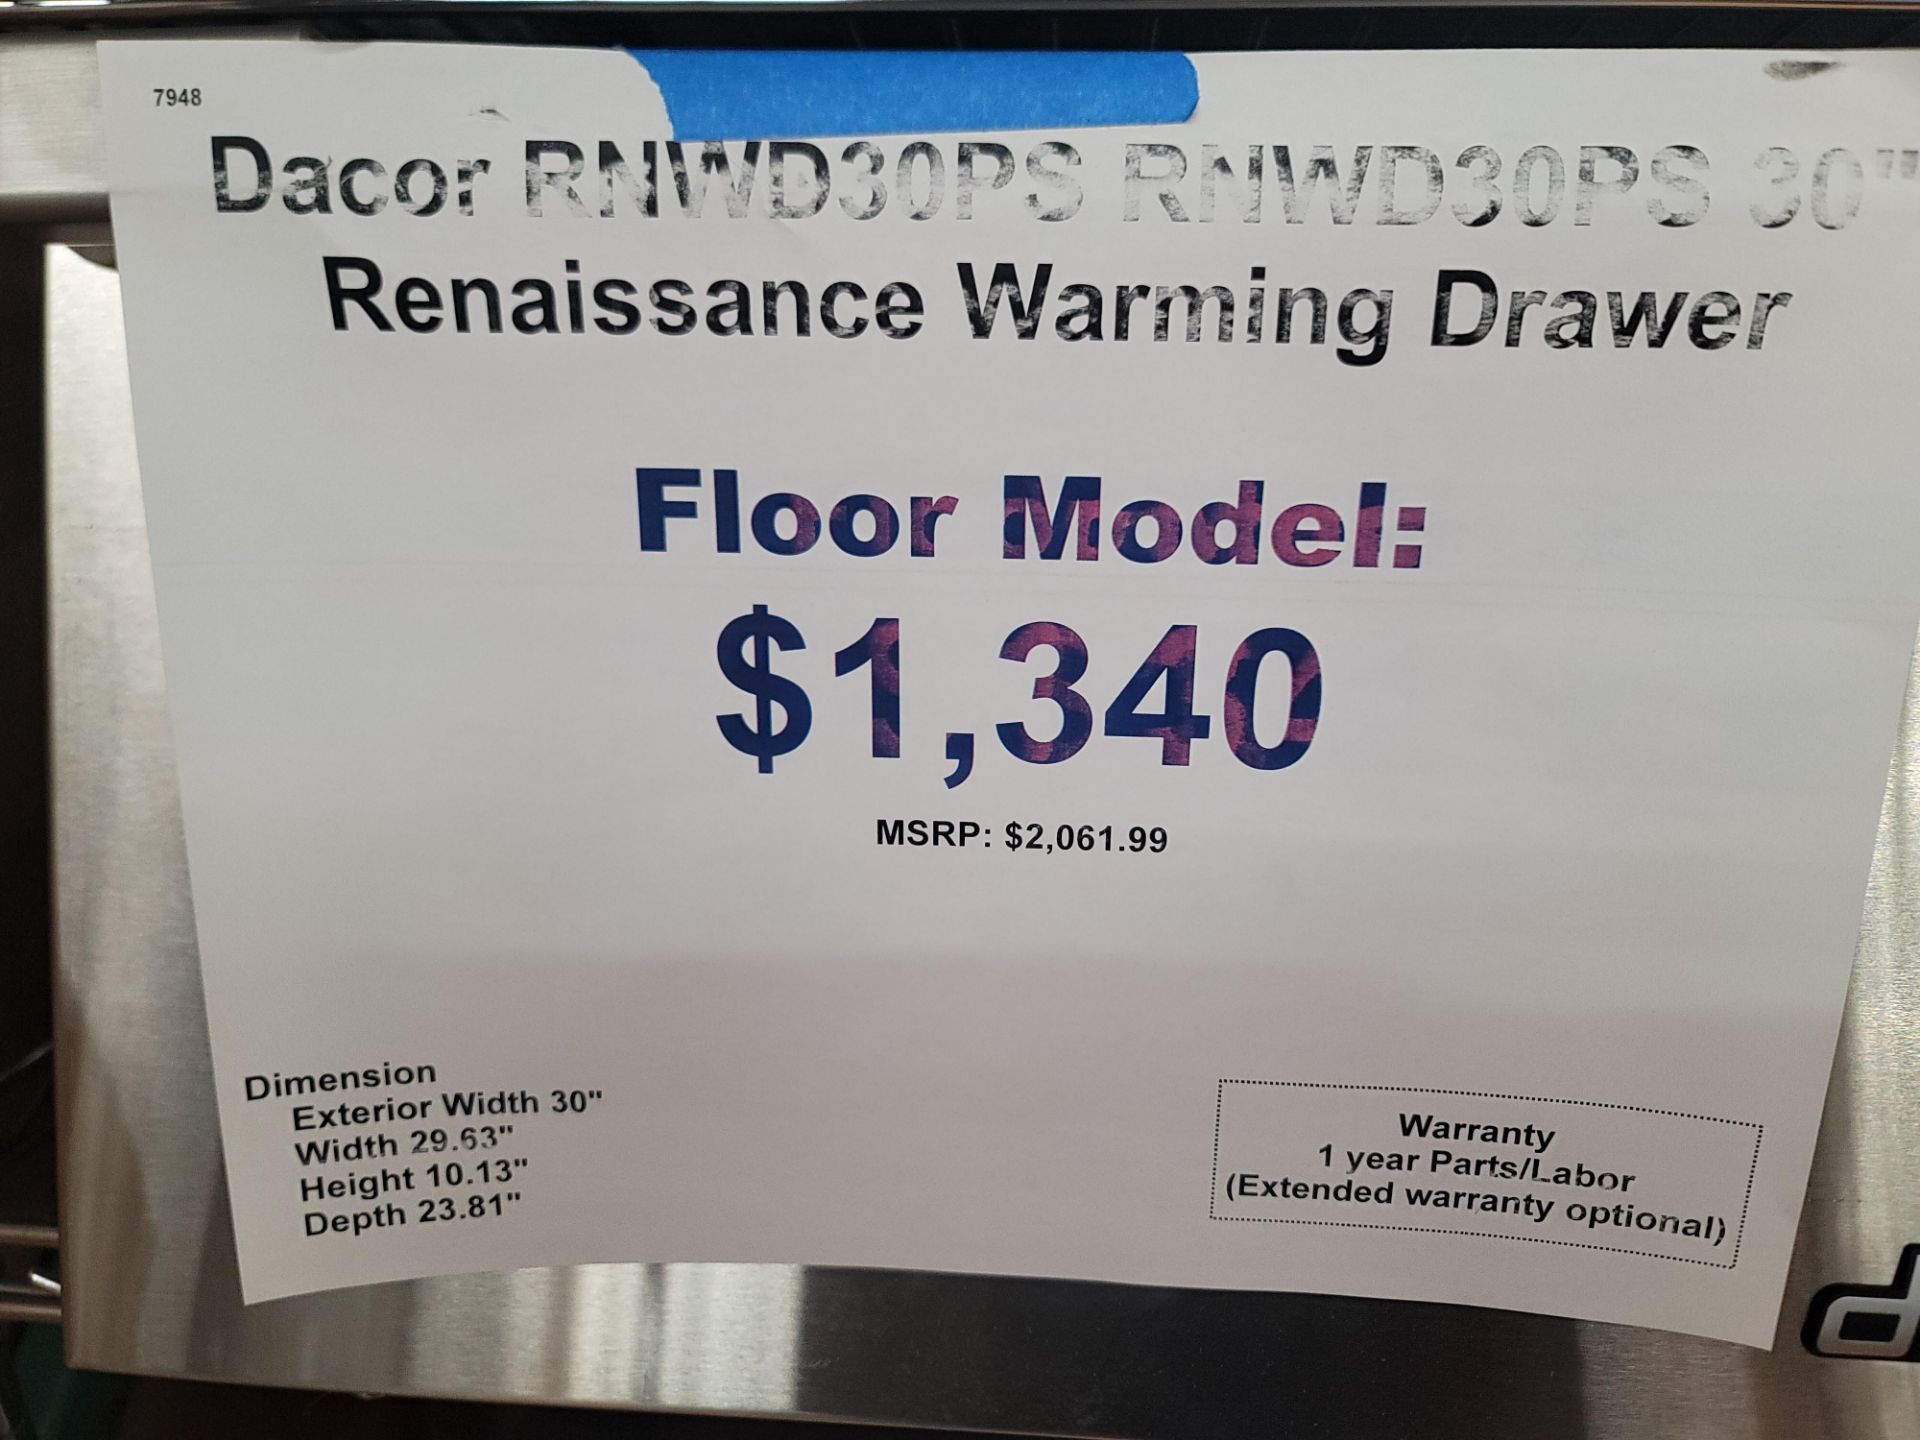 7948
Dacor RNWD30PS RNWD30PS 30"
Renaissance Warming Drawer
Floor Model:
$1,340
MSRP: $2,061.99
Dimension
Exterior Width 30"
Width 29.63"
Height 10.13"
Depth 23.81"
Warranty
1 year Parts/Labor
(Extended warranty optional)